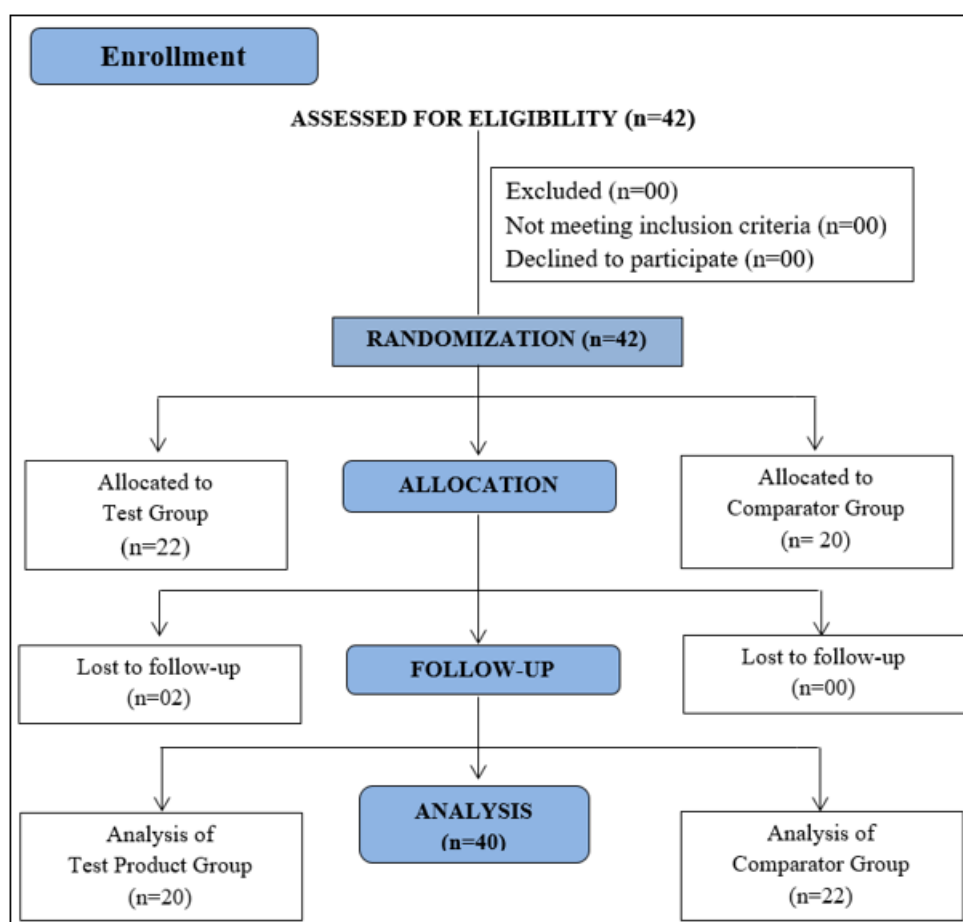 Enrollment
ASSESSED FOR ELIGIBILITY (n=42)
Excluded (n=00)
Not meeting inclusion criteria (n=00)
Declined to participate (n=00)
RANDOMIZATION (n=42)
Allocated to
Test Group
(n=22)
ALLOCATION
Allocated to
Comparator Group
(n= 20)
Lost to follow-up
(n=02)
FOLLOW-UP
Lost to follow-up
(n=00)
Analysis of
Test Product Group
(n=20)
ANALYSIS
(n=40)
Analysis of
Comparator Group
(n=22)